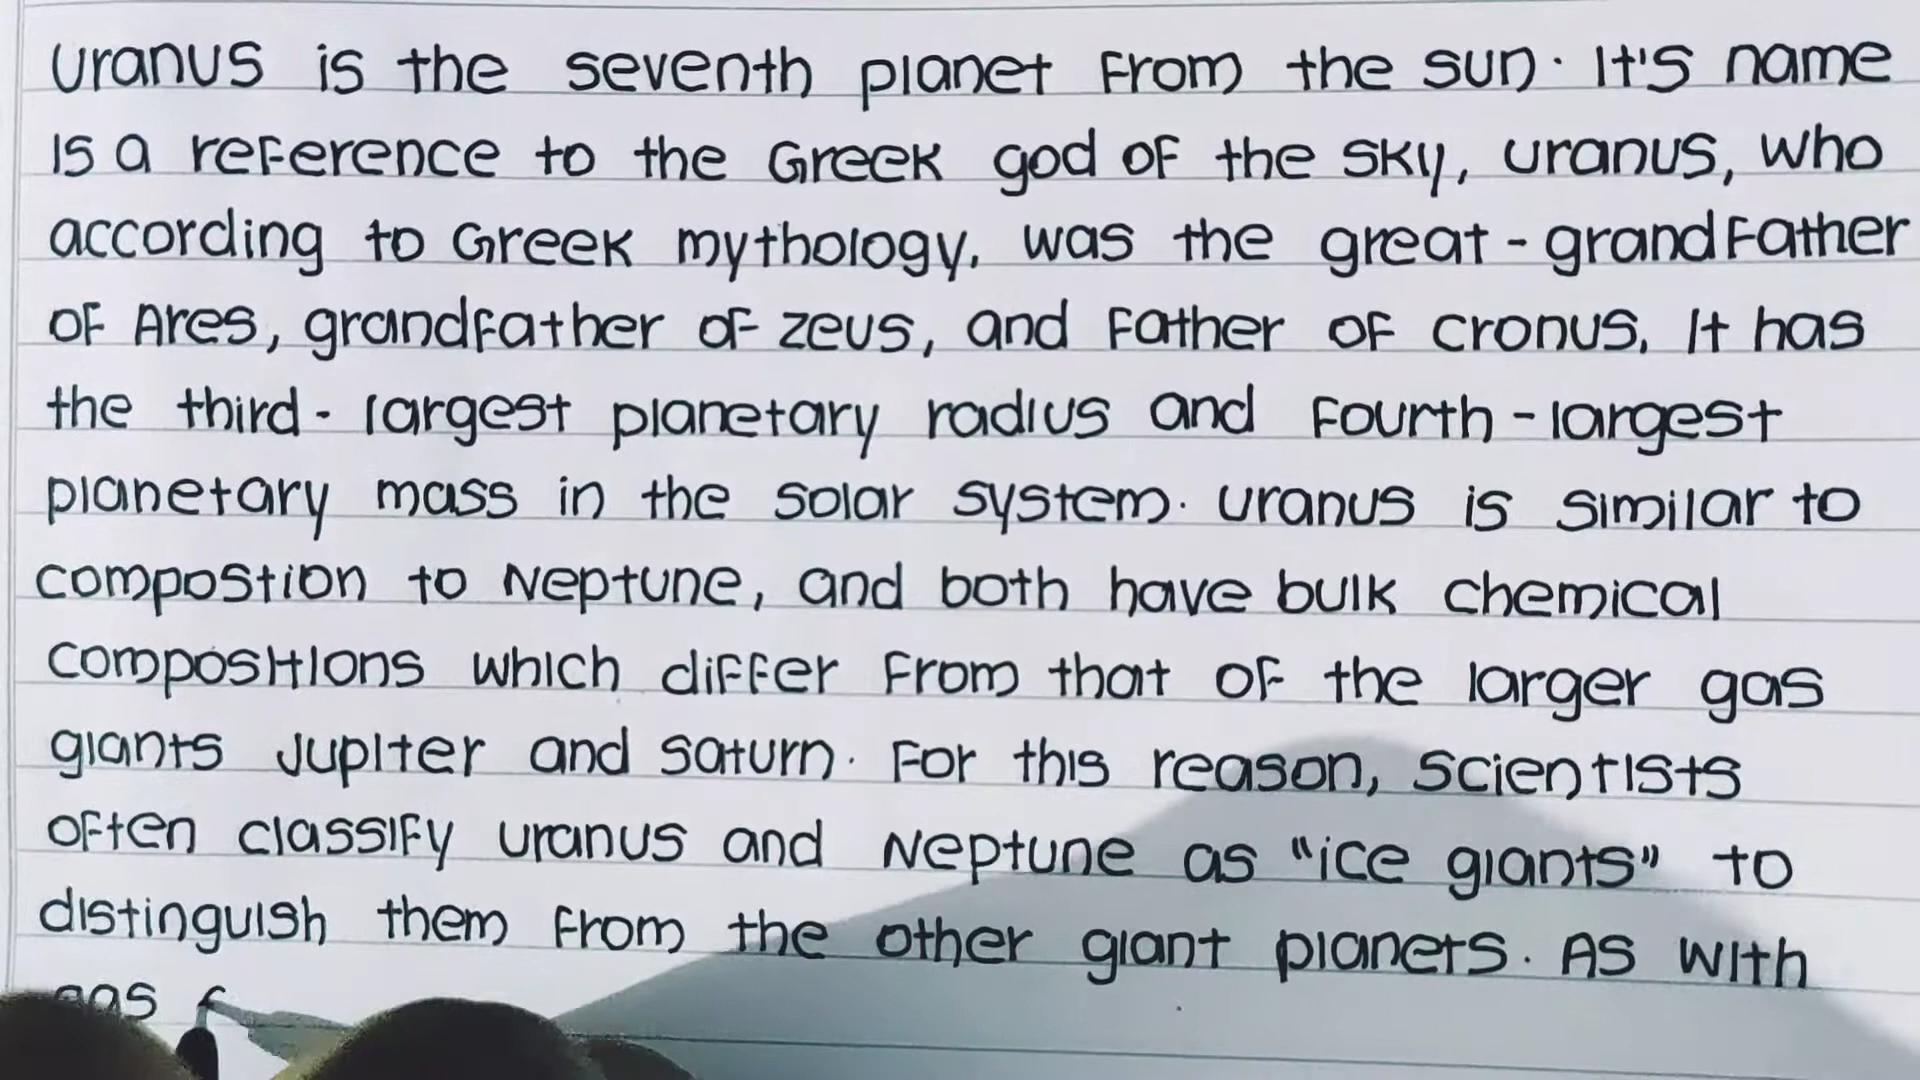 Uranus is the seventh planet from the sun. It's name
is a reference to the Greek god of the sky, Uranus, who
according to Greek mythology, was the great-grandfather
of Ares, grandfather of Zeus, and father of Cronus. It has
the third-largest planetary radius and fourth-largest
planetary mass in the solar system. Uranus is similar to
compostion to Neptune, and both have bulk chemical
compositions which differ from that of the larger gas
giants Jupiter and Saturn. For this reason, scientists
often classify Uranus and Neptune as "ice giants" to
distinguish them from the other giant planets. As with
gas